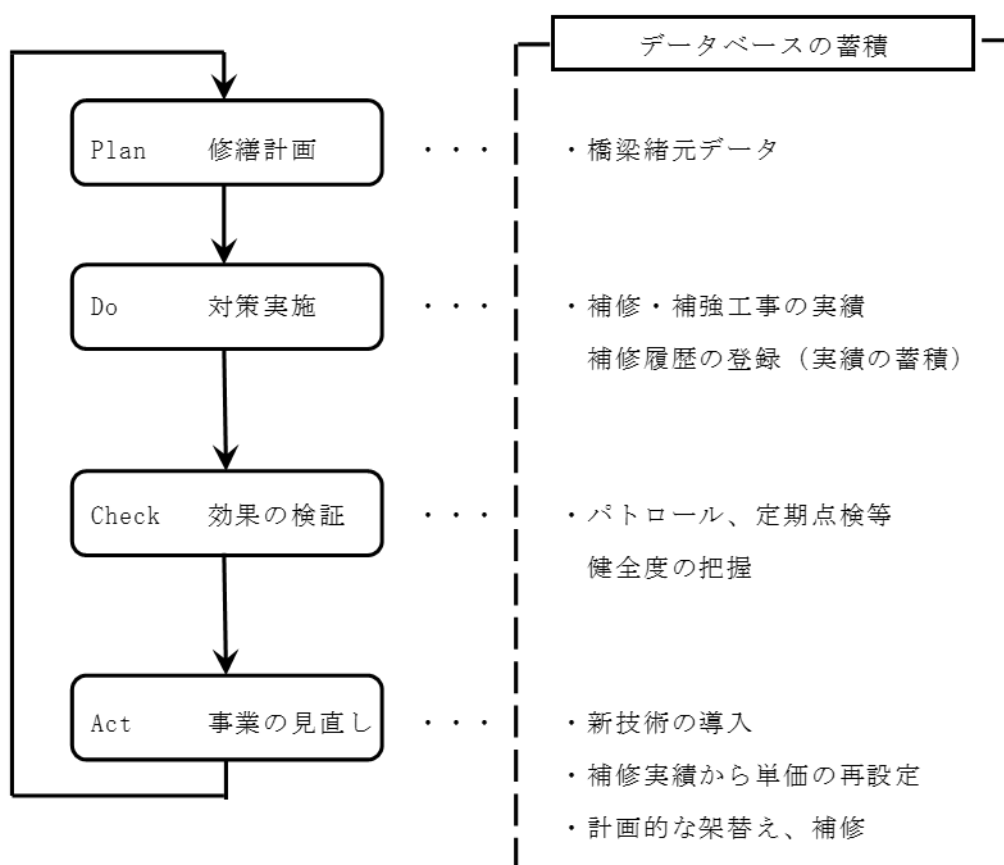 データベースの蓄積
Plan 修繕計画 ・・・ ・橋梁緒元データ
Do 対策実施 ・・・ ・補修・補強工事の実績
補修履歴の登録（実績の蓄積）
Check 効果の検証 ・・・ ・パトロール、定期点検等
健全度の把握
Act 事業の見直し ・・・ ・新技術の導入
・補修実績から単価の再設定
・計画的な架替え、補修